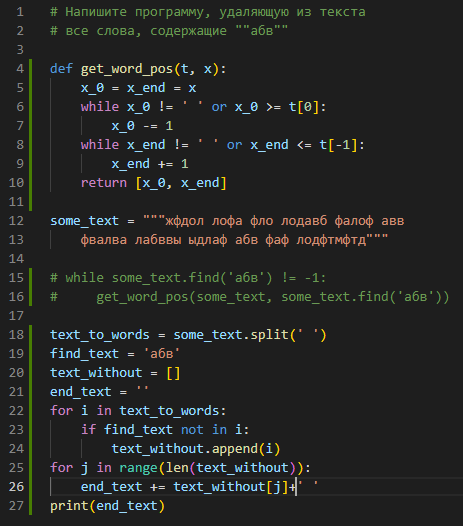 1 # Напишите программу, удаляющую из текста
2 # все слова, содержащие ""абв""
3
4 def get_word_pos(t, x):
5     x_0 = x_end = x
6     while x_0 != ' ' or x_0 >= t[0]:
7         x_0 -= 1
8     while x_end != ' ' or x_end <= t[-1]:
9         x_end += 1
10     return [x_0, x_end]
11
12 some_text = """жфдол лофа фло лодавб фалоф авв
13     фвалва лабввы ыдлаф абв фаф лодфтмфтд"""
14
15 # while some_text.find('абв') != -1:
16 #     get_word_pos(some_text, some_text.find('абв'))
17
18 text_to_words = some_text.split(' ')
19 find_text = 'абв'
20 text_without = []
21 end_text = ''
22 for i in text_to_words:
23     if find_text not in i:
24         text_without.append(i)
25 for j in range(len(text_without)):
26     end_text += text_without[j]+' '
27 print(end_text)